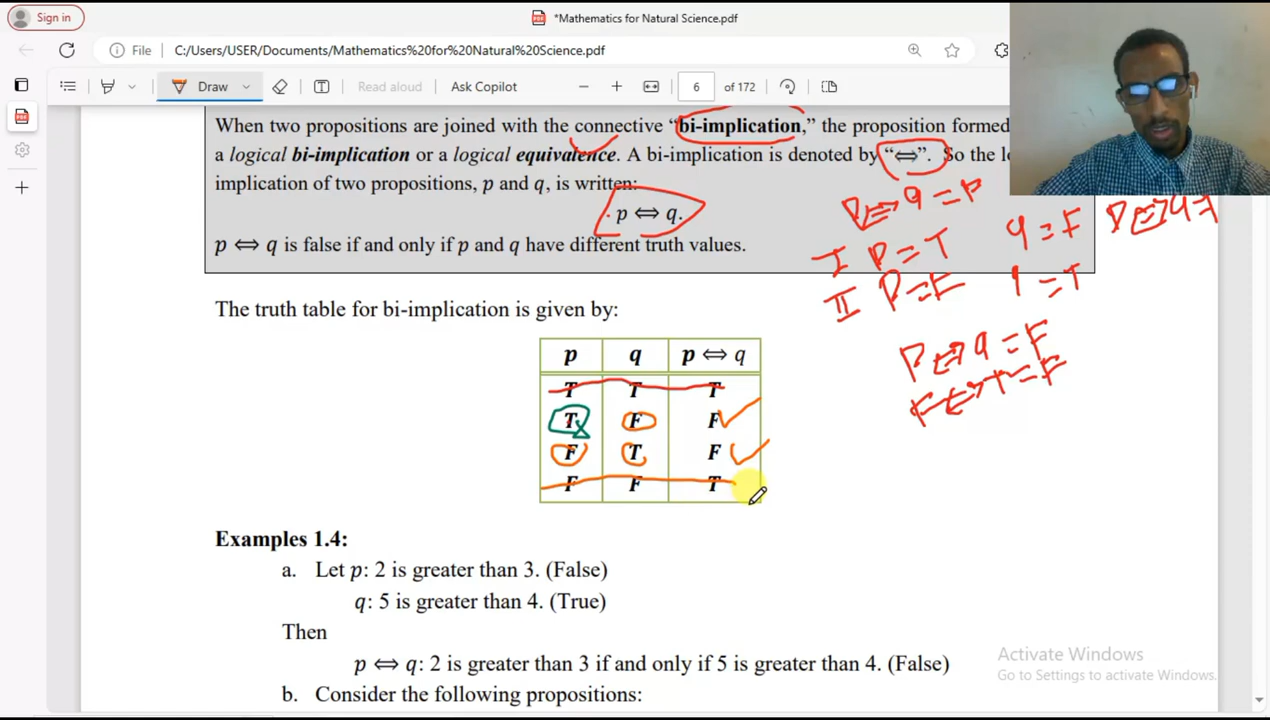 Sign in
*Mathematics for Natural Science.pdf
File C:/Users/USER/Documents/Mathematics%20for%20Natural%20Science.pdf
Draw Read aloud Ask Copilot 6 of 172
When two propositions are joined with the connective “bi-implication,” the proposition formed
a logical bi-implication or a logical equivalence. A bi-implication is denoted by “⇔”. So the
implication of two propositions, p and q, is written:
p ⇔ q.
p ⇔ q is false if and only if p and q have different truth values.
P⇔q = P
I P = T q = F P⇔q =
II P = F q = T
P⇔q = F
F⇔T = F
The truth table for bi-implication is given by:
p q p ⇔ q
T T T
T F F
F T F
F F T
Examples 1.4:
a. Let p: 2 is greater than 3. (False)
q: 5 is greater than 4. (True)
Then
p ⇔ q: 2 is greater than 3 if and only if 5 is greater than 4. (False)
b. Consider the following propositions:
Activate Windows
Go to Settings to activate Windows.